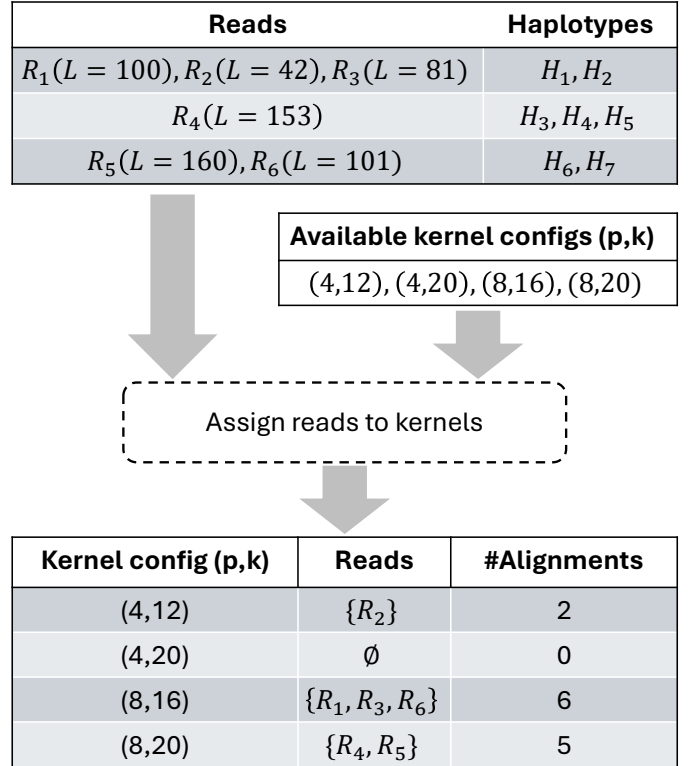 Reads Haplotypes
R₁(L = 100), R₂(L = 42), R₃(L = 81) H₁, H₂
R₄(L = 153) H₃, H₄, H₅
R₅(L = 160), R₆(L = 101) H₆, H₇
Available kernel configs (p,k)
(4,12), (4,20), (8,16), (8,20)
Assign reads to kernels
Kernel config (p,k) Reads #Alignments
(4,12) {R₂} 2
(4,20) ∅ 0
(8,16) {R₁, R₃, R₆} 6
(8,20) {R₄, R₅} 5